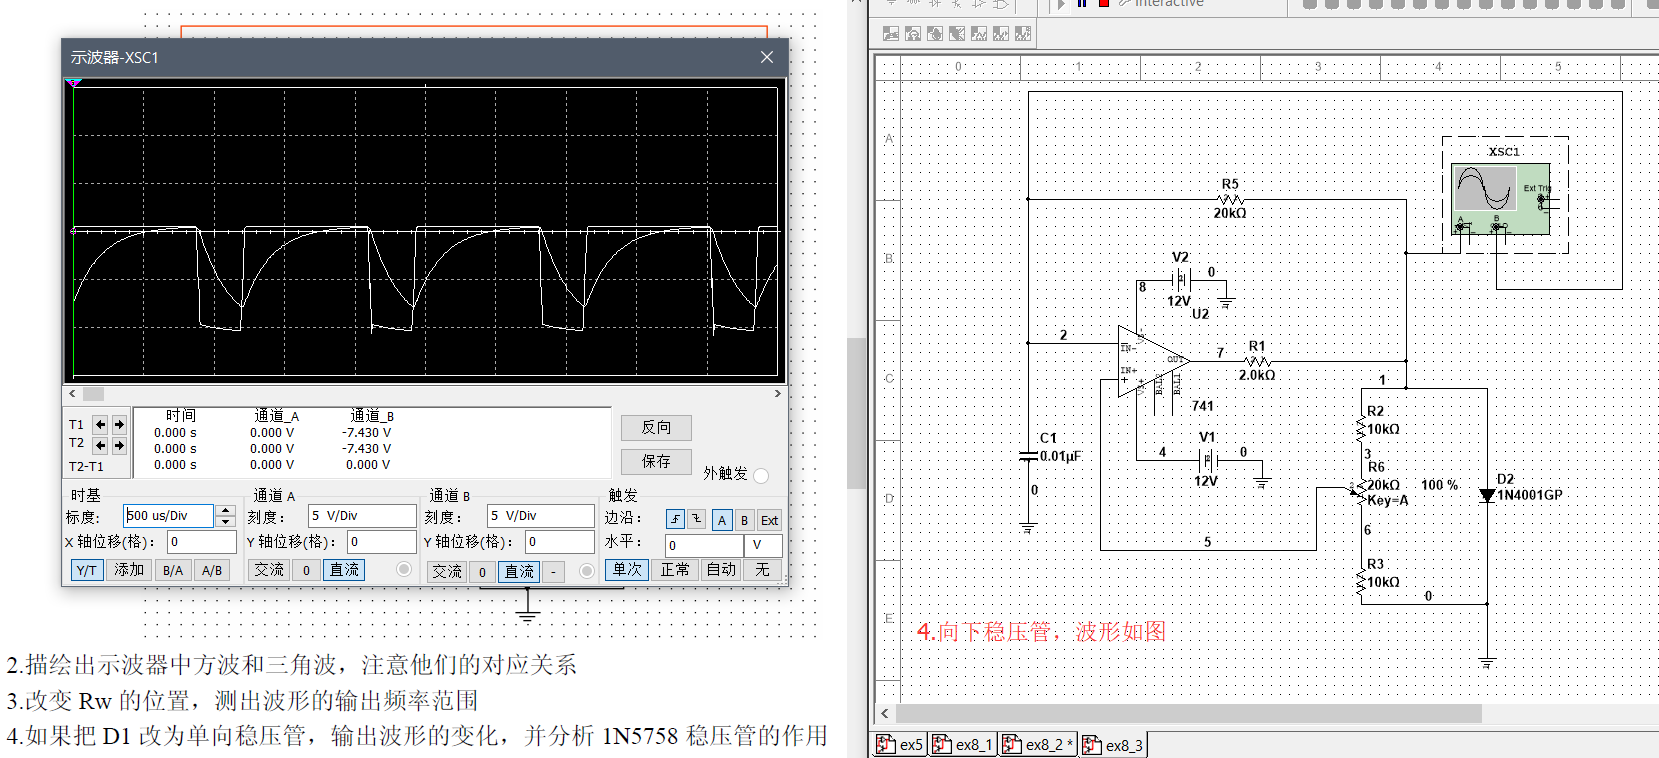 示波器-XSC1
时间 通道_A 通道_B
T1 0.000 s 0.000 V -7.430 V
T2 0.000 s 0.000 V -7.430 V
T2-T1 0.000 s 0.000 V 0.000 V
反向
保存
外触发
时基
标度: 500 us/Div
X 轴位移(格): 0
Y/T 添加 B/A A/B
通道 A
刻度: 5 V/Div
Y 轴位移(格): 0
交流 0 直流
通道 B
刻度: 5 V/Div
Y 轴位移(格): 0
交流 0 直流 -
触发
边沿: A B Ext
水平: 0 V
单次 正常 自动 无
2.描绘出示波器中方波和三角波，注意他们的对应关系
3.改变 Rw 的位置，测出波形的输出频率范围
4.如果把 D1 改为单向稳压管，输出波形的变化，并分析 1N5758 稳压管的作用
Interactive
0 1 2 3 4 5
A
B
C
D
E
XSC1
Ext Trig
A B
R5
20kΩ
V2
0
8
12V
U2
2
IN-
OUT
IN+
VS-
VS+
BAL1
741
7
R1
2.0kΩ
1
R2
10kΩ
3
R6
20kΩ
100 %
Key=A
6
R3
10kΩ
0
D2
1N4001GP
C1
0.01µF
0
4
V1
0
12V
5
4.向下稳压管，波形如图
ex5 ex8_1 ex8_2 * ex8_3